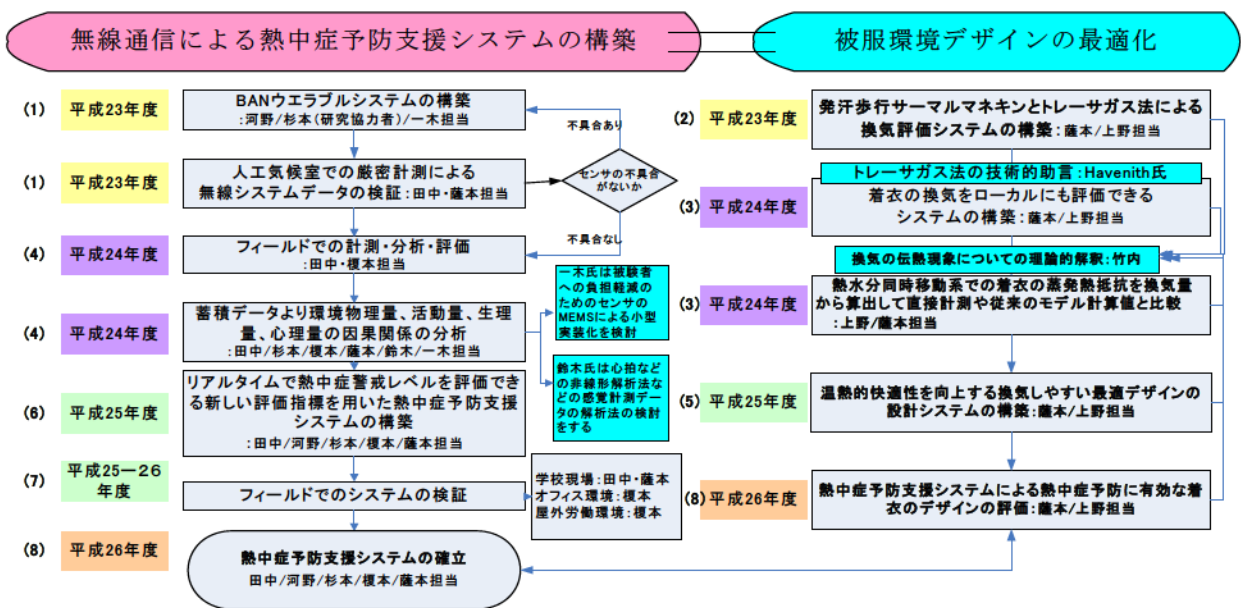 無線通信による熱中症予防支援システムの構築
(1)
平成23年度
BANウエラブルシステムの構築
:河野/杉本(研究協力者)/一木担当
不具合あり
(1)
平成23年度
人工気候室での厳密計測による
無線システムデータの検証:田中・薩本担当
センサの不具合
がないか
不具合なし
(4)
平成24年度
フィールドでの計測・分析・評価
:田中・榎本担当
一木氏は被験者
への負担軽減の
ためのセンサの
MEMSによる小型
実装化を検討
(4)
平成24年度
蓄積データより環境物理量、活動量、生理
量、心理量の因果関係の分析
:田中/杉本/榎本/薩本/鈴木/一木担当
鈴木氏は心拍など
の非線形解析法な
どの感覚計測デー
タの解析法の検討
をする
(6)
平成25年度
リアルタイムで熱中症警戒レベルを評価でき
る新しい評価指標を用いた熱中症予防支援
システムの構築
:田中/河野/杉本/榎本/薩本担当
(7)
平成25ー26
年度
フィールドでのシステムの検証
学校現場:田中・薩本
オフィス環境:榎本
屋外労働環境:榎本
(8)
平成26年度
熱中症予防支援システムの確立
田中/河野/杉本/榎本/薩本担当
被服環境デザインの最適化
(2)
平成23年度
発汗歩行サーマルマネキンとトレーサガス法による
換気評価システムの構築:薩本/上野担当
トレーサガス法の技術的助言:Havenith氏
(3)
平成24年度
着衣の換気をローカルにも評価できる
システムの構築:薩本/上野担当
換気の伝熱現象についての理論的解釈:竹内
(3)
平成24年度
熱水分同時移動系での着衣の蒸発熱抵抗を換気量
から算出して直接計測や従来のモデル計算値と比較
:上野/薩本担当
(5)
平成25年度
温熱的快適性を向上する換気しやすい最適デザインの
設計システムの構築:薩本/上野担当
(8)
平成26年度
熱中症予防支援システムによる熱中症予防に有効な着
衣のデザインの評価:薩本/上野担当